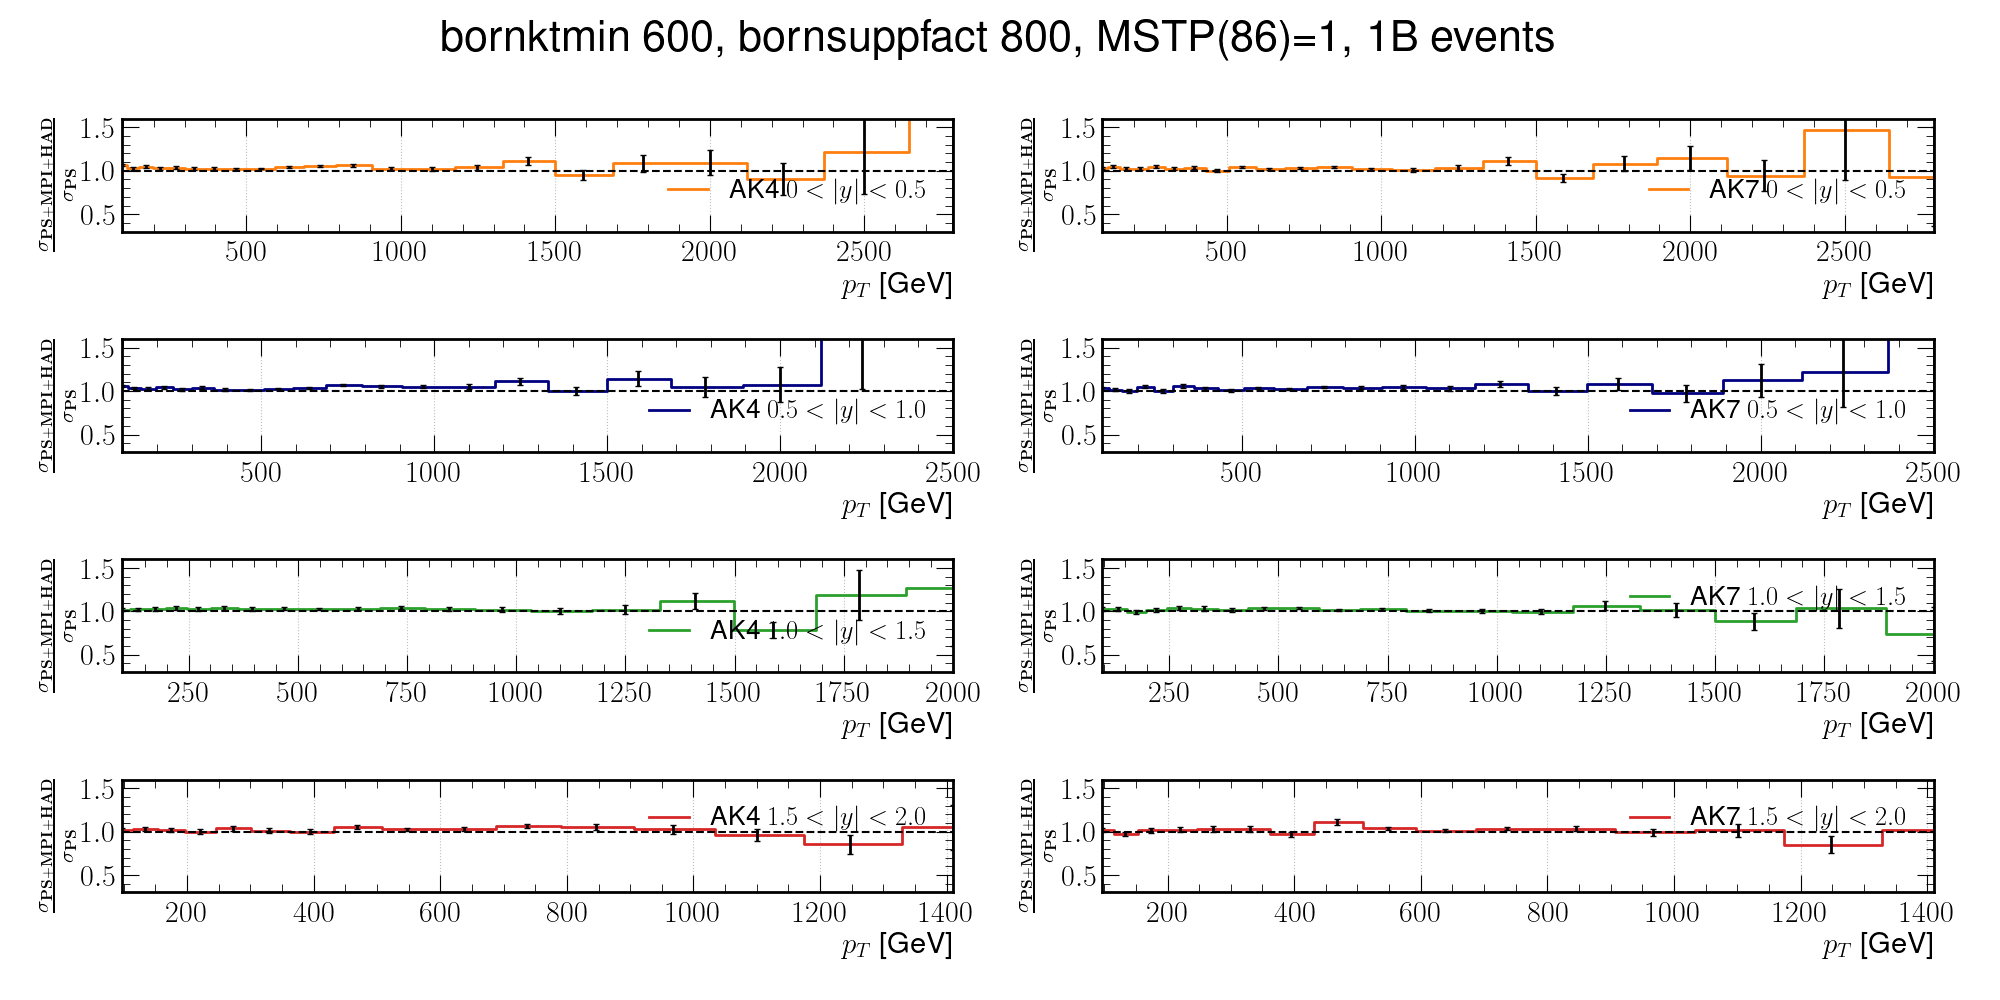 bornktmin 600, bornsuppfact 800, MSTP(86)=1, 1B events
σPS+MPI+HAD
σPS
1.5
1.0
0.5
AK4 0 < |y| < 0.5
500 1000 1500 2000 2500
pT [GeV]
σPS+MPI+HAD
σPS
1.5
1.0
0.5
AK7 0 < |y| < 0.5
500 1000 1500 2000 2500
pT [GeV]
σPS+MPI+HAD
σPS
1.5
1.0
0.5
AK4 0.5 < |y| < 1.0
500 1000 1500 2000 2500
pT [GeV]
σPS+MPI+HAD
σPS
1.5
1.0
0.5
AK7 0.5 < |y| < 1.0
500 1000 1500 2000 2500
pT [GeV]
σPS+MPI+HAD
σPS
1.5
1.0
0.5
AK4 1.0 < |y| < 1.5
250 500 750 1000 1250 1500 1750 2000
pT [GeV]
σPS+MPI+HAD
σPS
1.5
1.0
0.5
AK7 1.0 < |y| < 1.5
250 500 750 1000 1250 1500 1750 2000
pT [GeV]
σPS+MPI+HAD
σPS
1.5
1.0
0.5
AK4 1.5 < |y| < 2.0
200 400 600 800 1000 1200 1400
pT [GeV]
σPS+MPI+HAD
σPS
1.5
1.0
0.5
AK7 1.5 < |y| < 2.0
200 400 600 800 1000 1200 1400
pT [GeV]